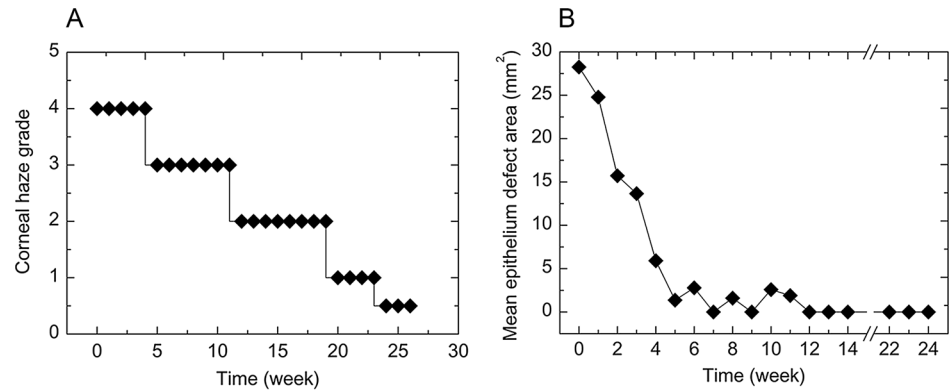 A
Corneal haze grade
5
4
3
2
1
0
0 5 10 15 20 25 30
Time (week)
B
Mean epithelium defect area (mm²)
30
25
20
15
10
5
0
0 2 4 6 8 10 12 14 22 24
Time (week)